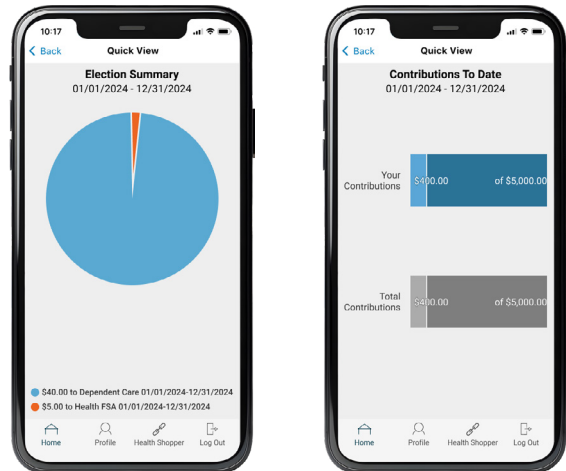 10:17
Back
Quick View
Election Summary
01/01/2024 - 12/31/2024
$40.00 to Dependent Care 01/01/2024-12/31/2024
$5.00 to Health FSA 01/01/2024-12/31/2024
Home Profile Health Shopper Log Out
10:17
Back
Quick View
Contributions To Date
01/01/2024 - 12/31/2024
Your
Contributions
$400.00 of $5,000.00
Total
Contributions
$400.00 of $5,000.00
Home Profile Health Shopper Log Out